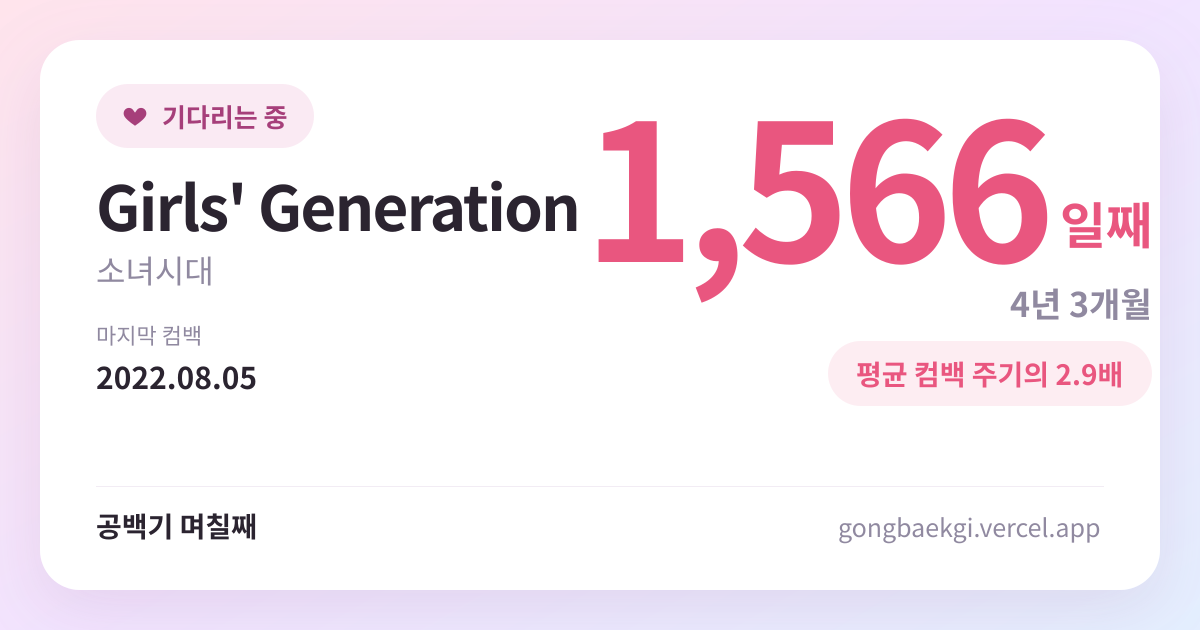 기다리는 중
Girls' Generation
소녀시대
마지막 컴백
2022.08.05
1,566 일째
4년 3개월
평균 컴백 주기의 2.9배
공백기 며칠째
gongbaekgi.vercel.app